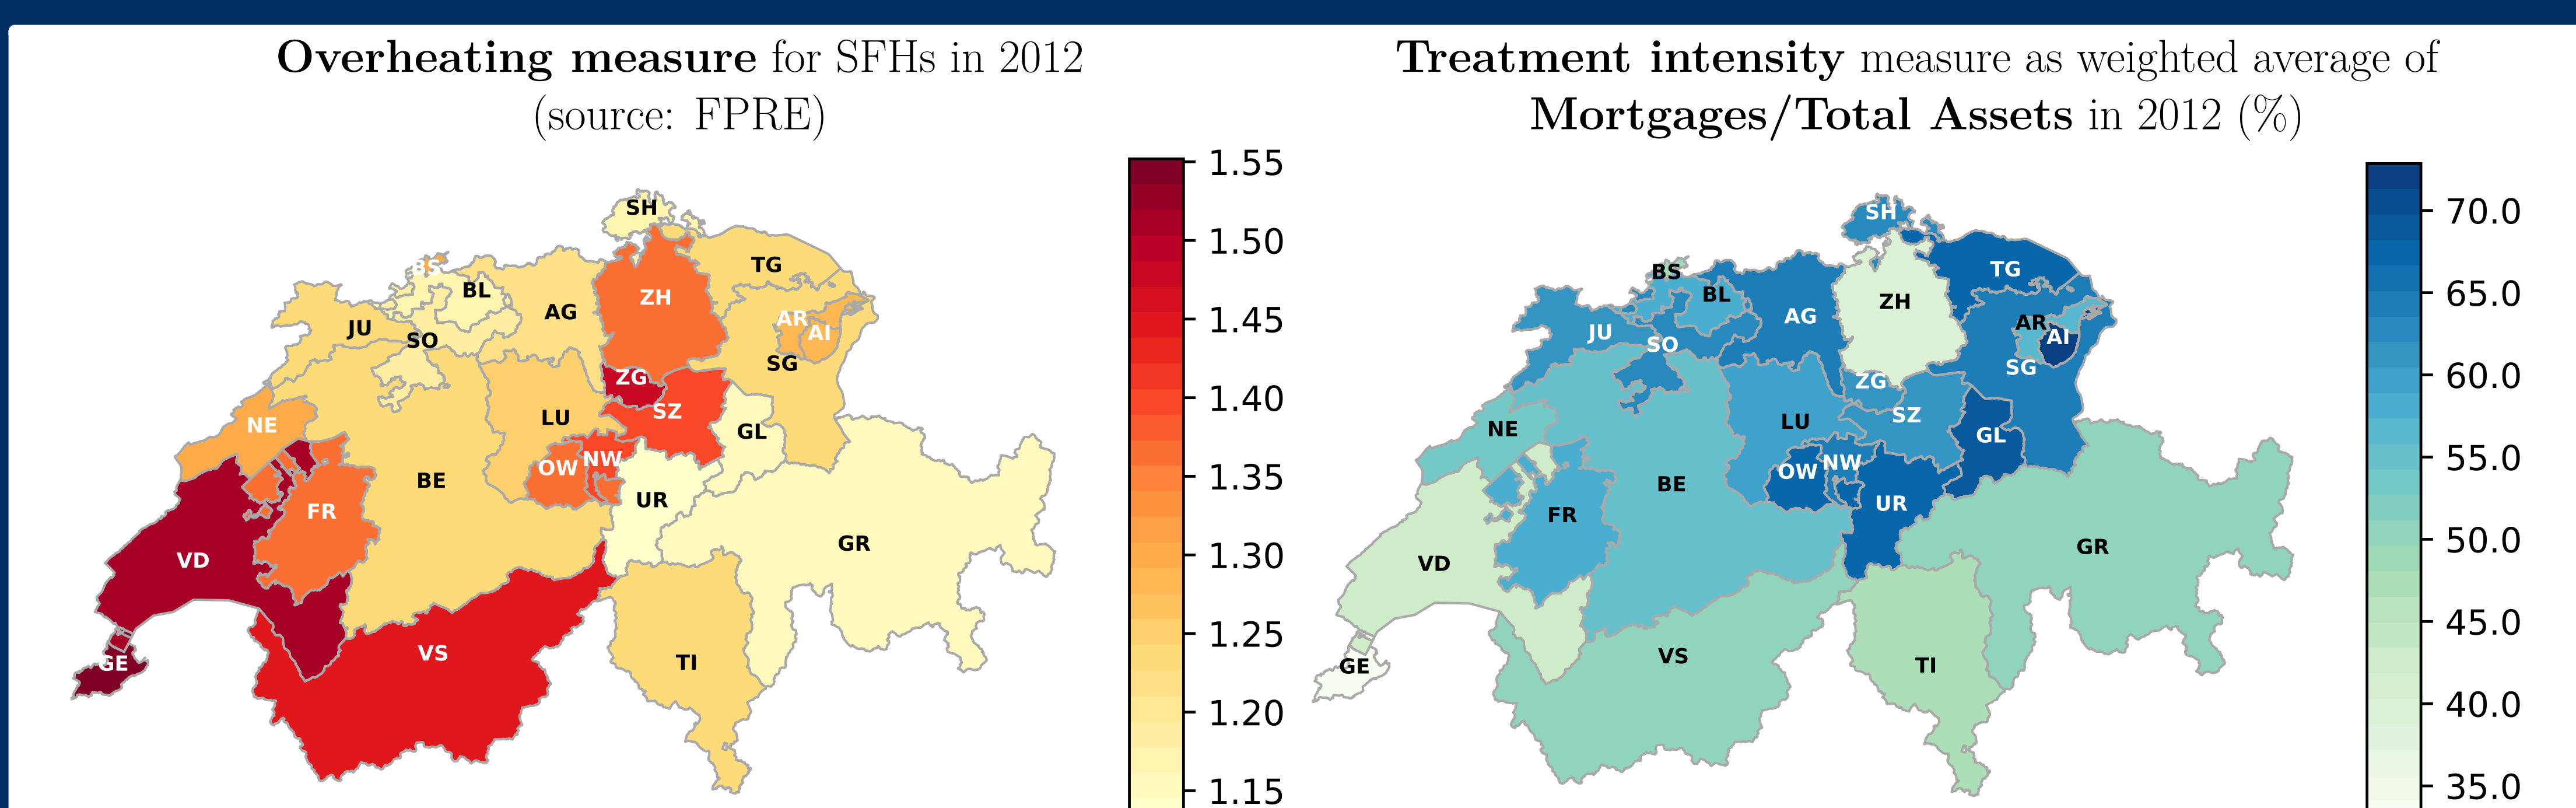 Overheating measure for SFHs in 2012
(source: FPRE)
Treatment intensity measure as weighted average of
Mortgages/Total Assets in 2012 (%)
SH
BS
BL
TG
JU
SO
AG
ZH
AR
AI
SG
ZG
SZ
NE
LU
GL
OW
NW
BE
UR
FR
VD
GR
VS
TI
GE
1.55
1.50
1.45
1.40
1.35
1.30
1.25
1.20
1.15
SH
BS
BL
TG
JU
SO
AG
ZH
AR
AI
SG
ZG
SZ
NE
LU
GL
OW
NW
BE
UR
FR
VD
GR
VS
TI
GE
70.0
65.0
60.0
55.0
50.0
45.0
40.0
35.0